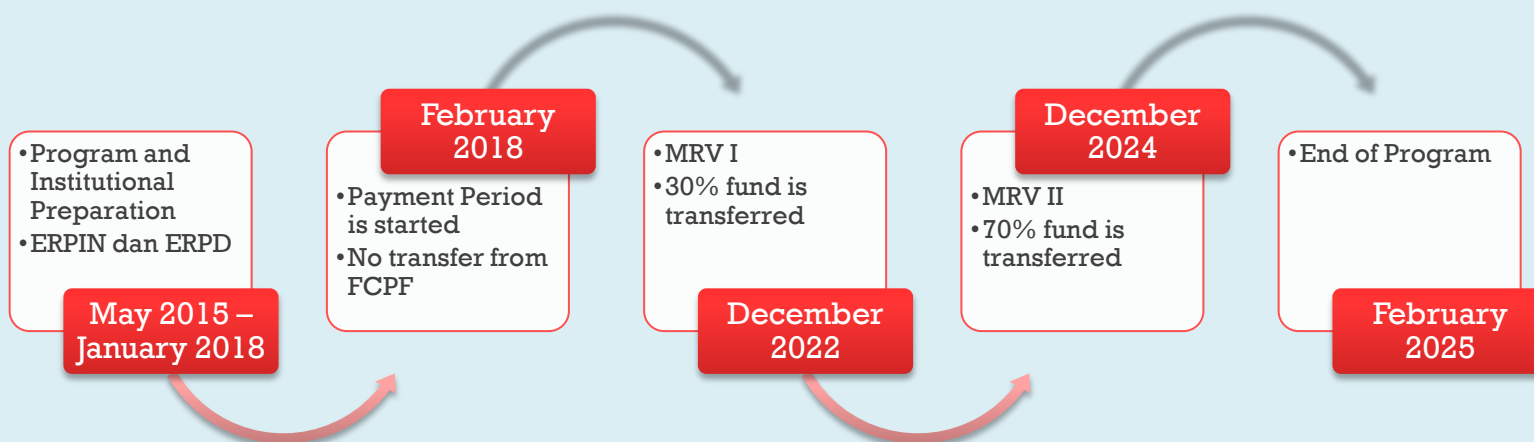 •Program and
Institutional
Preparation
•ERPIN dan ERPD
May 2015 –
January 2018
February
2018
•Payment Period
is started
•No transfer from
FCPF
•MRV I
•30% fund is
transferred
December
2022
December
2024
•MRV II
•70% fund is
transferred
•End of Program
February
2025